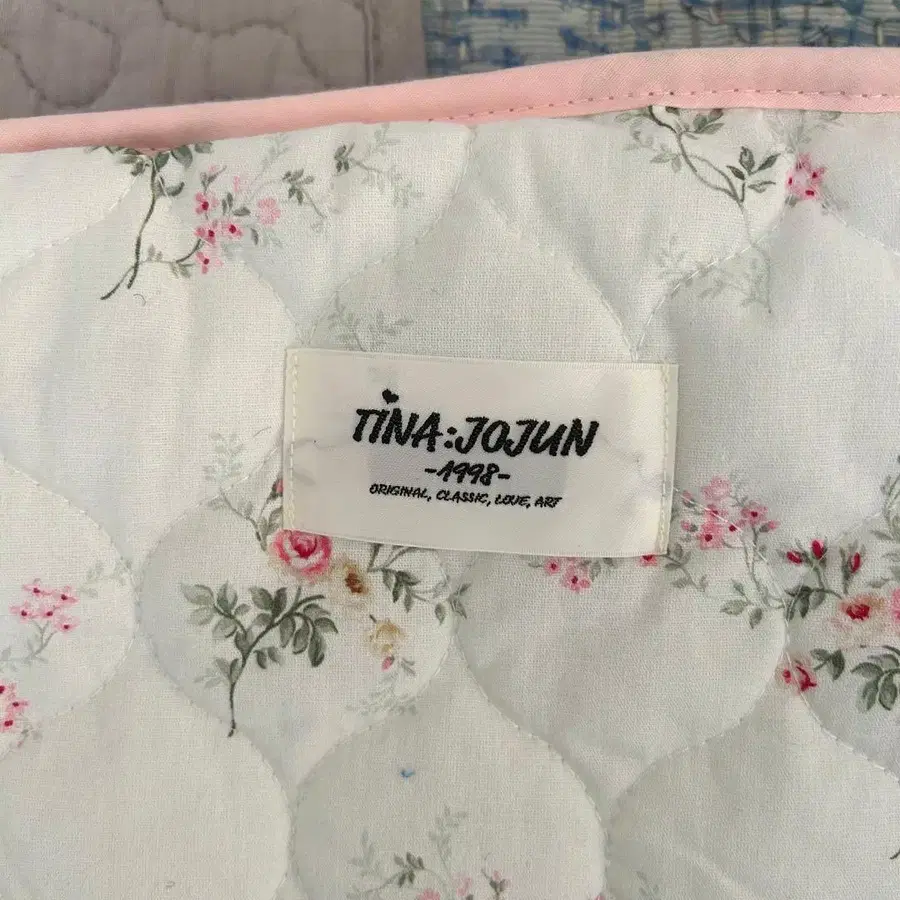 TINA:JOJUN
-1998-
ORIGINAL, CLASSIC, LOVE, ART